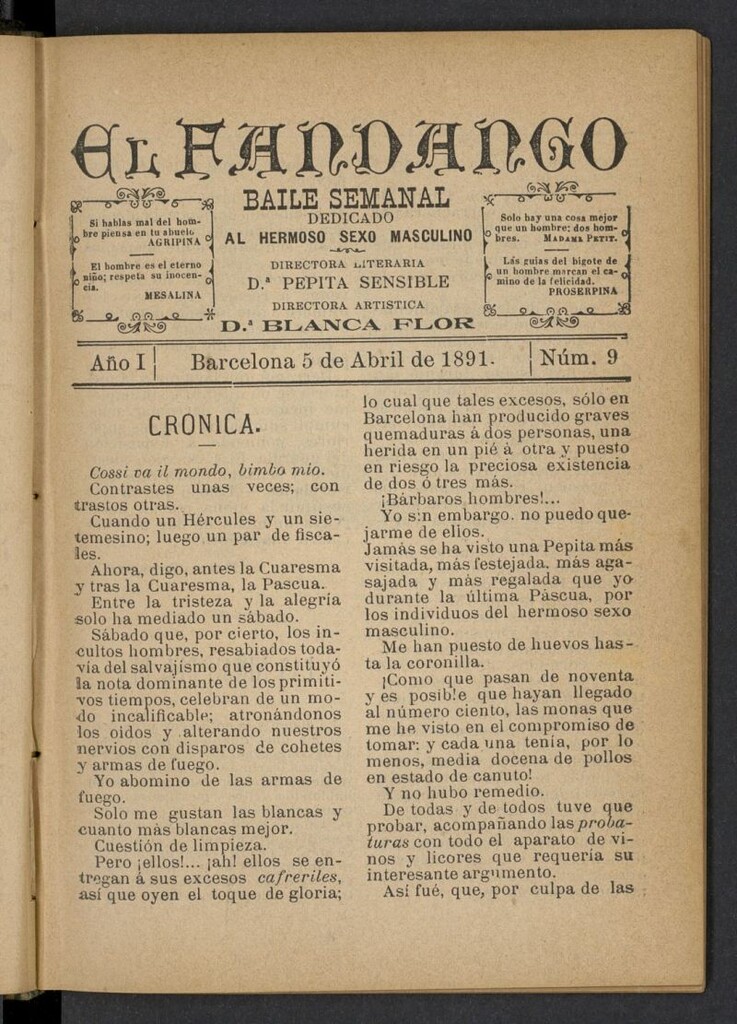 EL FANDANGO
BAILE SEMANAL
DEDICADO
AL HERMOSO SEXO MASCULINO
DIRECTORA LITERARIA
D.ª PEPITA SENSIBLE
DIRECTORA ARTISTICA
D.ª BLANCA FLOR
Si hablas mal del hom-
bre piensa en tu abuelo
AGRIPINA
El hombre es el eterno
niño; respeta su inocen-
cia.
MESALINA
Solo hay una cosa mejor
que un hombre: dos hom-
bres. MADAMA PETIT.
Las guias del bigote de
un hombre marcan el ca-
mino de la felicidad.
PROSERPINA
Año I
Barcelona 5 de Abril de 1891.
Núm. 9
CRONICA.
Cossi va il mondo, bimbo mio.
Contrastes unas veces; con
trastos otras.
Cuando un Hércules y un sie-
temesino; luego un par de fisca-
les.
Ahora, digo, antes la Cuaresma
y tras la Cuaresma, la Pascua.
Entre la tristeza y la alegría
solo ha mediado un sábado.
Sábado que, por cierto, los in-
cultos hombres, resabiados toda-
vía del salvajismo que constituyó
la nota dominante de los primiti-
vos tiempos, celebran de un mo-
do incalificable; atronándonos
los oidos y alterando nuestros
nervios con disparos de cohetes
y armas de fuego.
Yo abomino de las armas de
fuego.
Solo me gustan las blancas y
cuanto màs blancas mejor.
Cuestión de limpieza.
Pero ¡ellos!... ¡ah! ellos se en-
tregan á sus excesos cafreriles,
así que oyen el toque de gloria;
lo cual que tales excesos, sólo en
Barcelona han producido graves
quemaduras á dos personas, una
herida en un pié à otra y puesto
en riesgo la preciosa existencia
de dos ó tres más.
¡Bárbaros hombres!...
Yo sin embargo. no puedo que-
jarme de ellos.
Jamás se ha visto una Pepita más
visitada, más festejada, más aga-
sajada y más regalada que yo
durante la última Páscua, por
los individuos del hermoso sexo
masculino.
Me han puesto de huevos has-
ta la coronilla.
¡Como que pasan de noventa
y es posible que hayan llegado
al número ciento, las monas que
me he visto en el compromiso de
tomar: y cada una tenía, por lo
menos, media docena de pollos
en estado de canuto!
Y no hubo remedio.
De todas y de todos tuve que
probar, acompañando las proba-
turas con todo el aparato de vi-
nos y licores que requería su
interesante argumento.
Así fué, que, por culpa de las